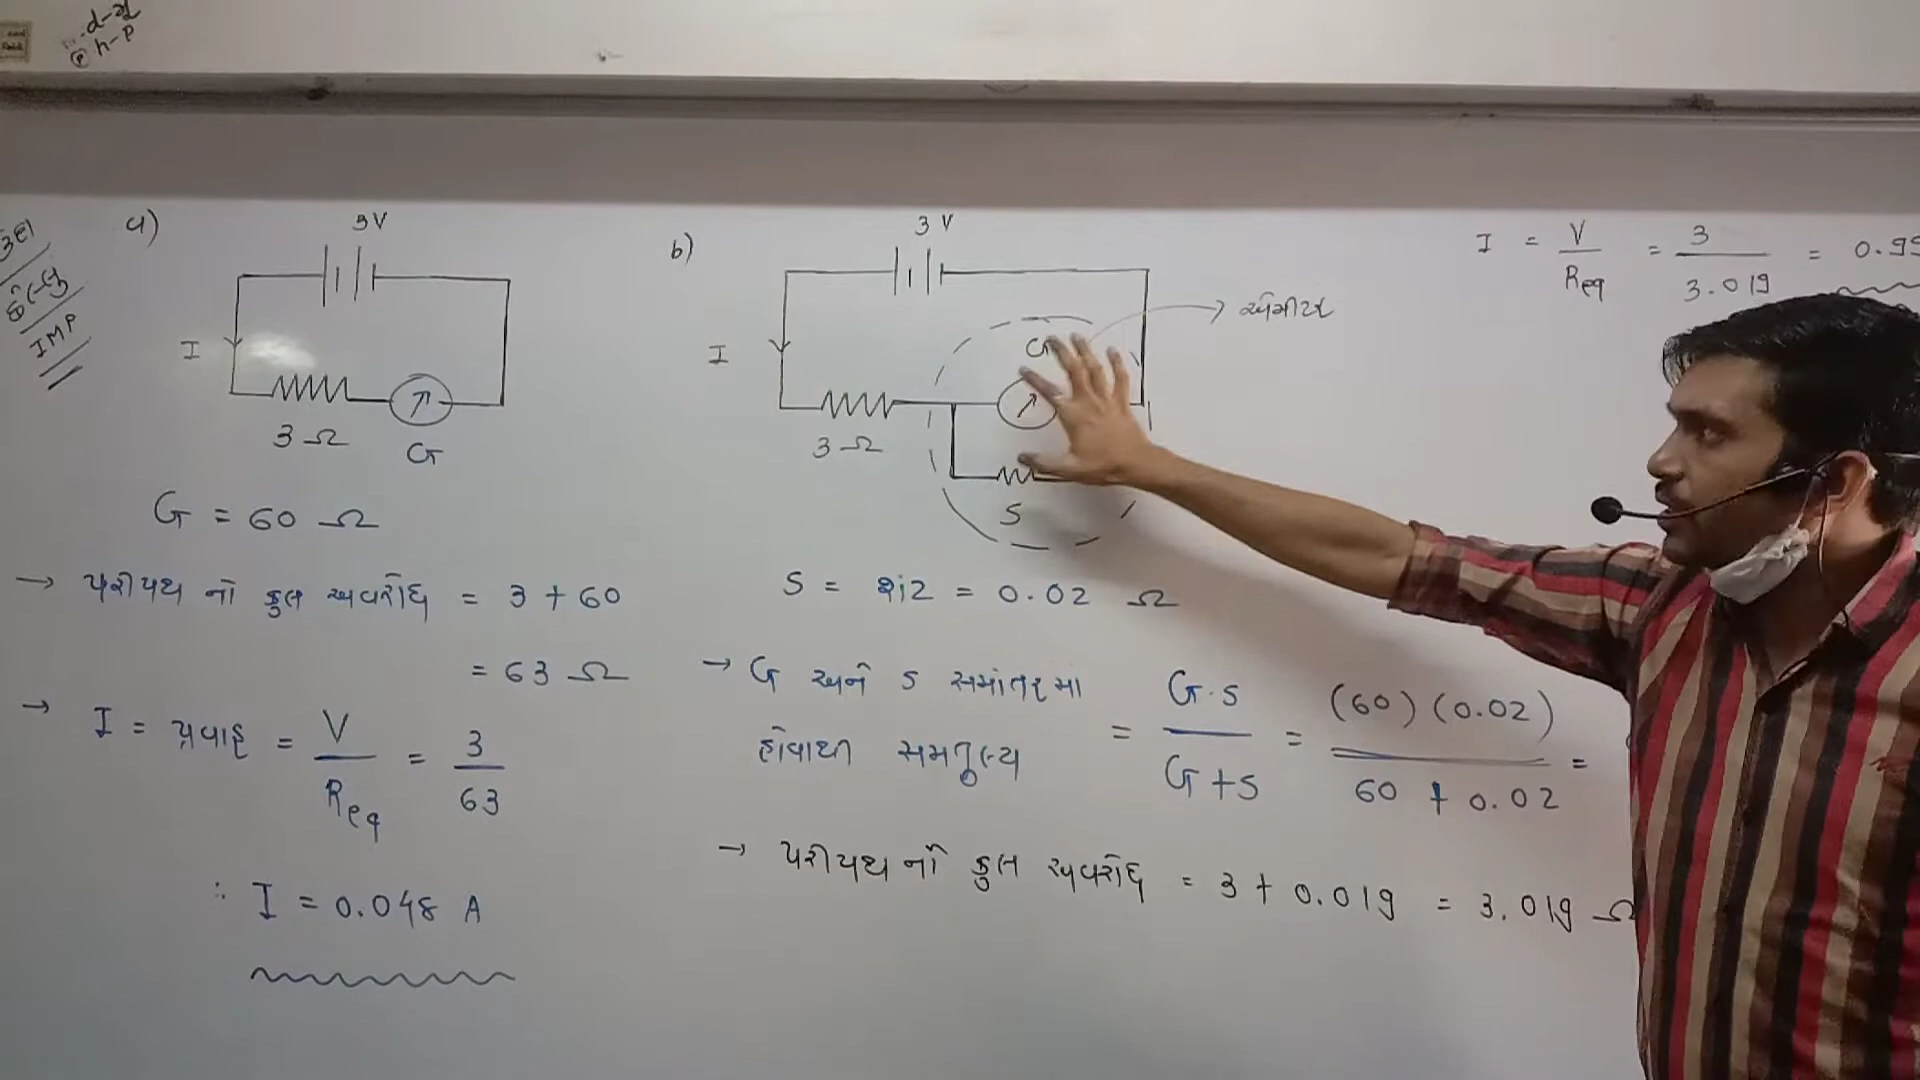 d-અ
n-P
IMP
a)
3V
I
3 Ω
G
G = 60 Ω
→ પરીપથ નો કુલ અવરોધ = 3 + 60
= 63 Ω
→ I = પ્રવાહ = V / Req = 3 / 63
∴ I = 0.048 A
b)
3 V
I
G
3 Ω
S
→ એમીટર
S = શંટ = 0.02 Ω
→ G અને S સમાંતરમાં
હોવાથી સમતુલ્ય = G·S / G+S = (60) (0.02) / 60 + 0.02 =
→ પરીપથ નો કુલ અવરોધ = 3 + 0.019 = 3.019 Ω
I = V / Req = 3 / 3.019 = 0.99